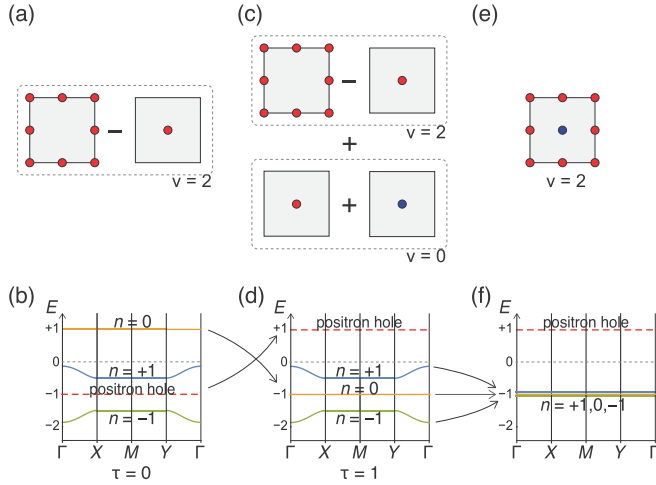 (a)
(c)
(e)
−
ν = 2
−
ν = 2
+
+
ν = 0
ν = 2
(b)
E
+1
0
−1
−2
n = 0
n = +1
positron hole
n = −1
Γ X M Y Γ
τ = 0
(d)
E
+1
0
−1
−2
positron hole
n = +1
n = 0
n = −1
Γ X M Y Γ
τ = 1
(f)
E
+1
0
−1
−2
positron hole
n = +1,0,−1
Γ X M Y Γ